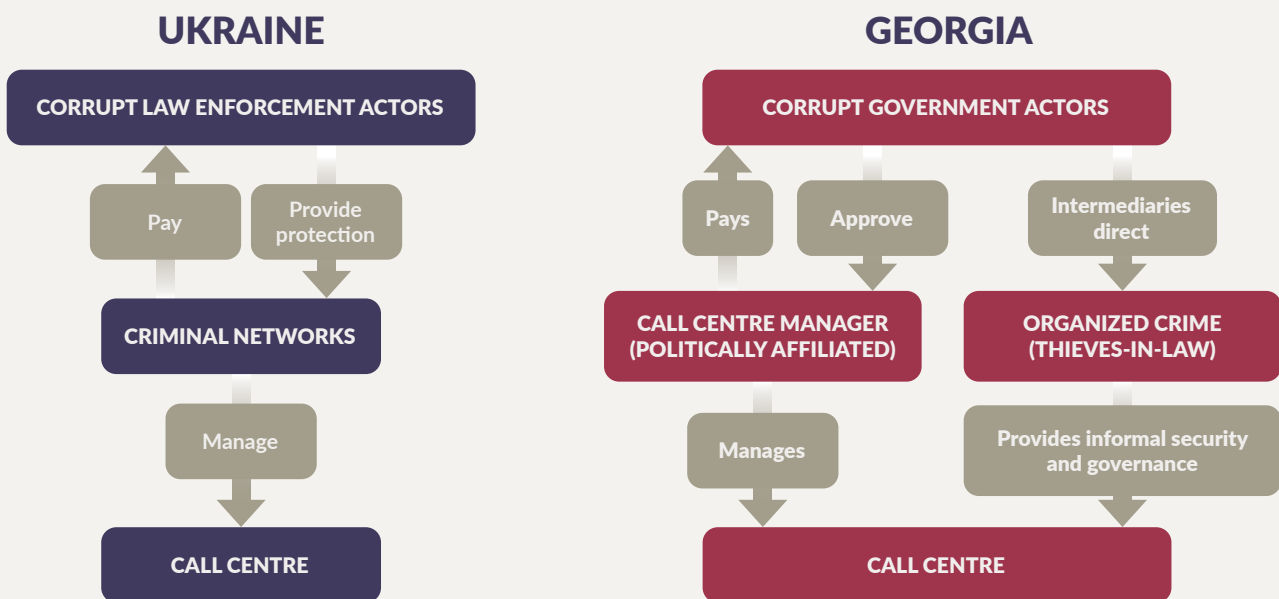 UKRAINE
CORRUPT LAW ENFORCEMENT ACTORS
Pay
Provide
protection
CRIMINAL NETWORKS
Manage
CALL CENTRE
GEORGIA
CORRUPT GOVERNMENT ACTORS
Pays
Approve
Intermediaries
direct
CALL CENTRE MANAGER
(POLITICALLY AFFILIATED)
ORGANIZED CRIME
(THIEVES-IN-LAW)
Manages
Provides informal security
and governance
CALL CENTRE